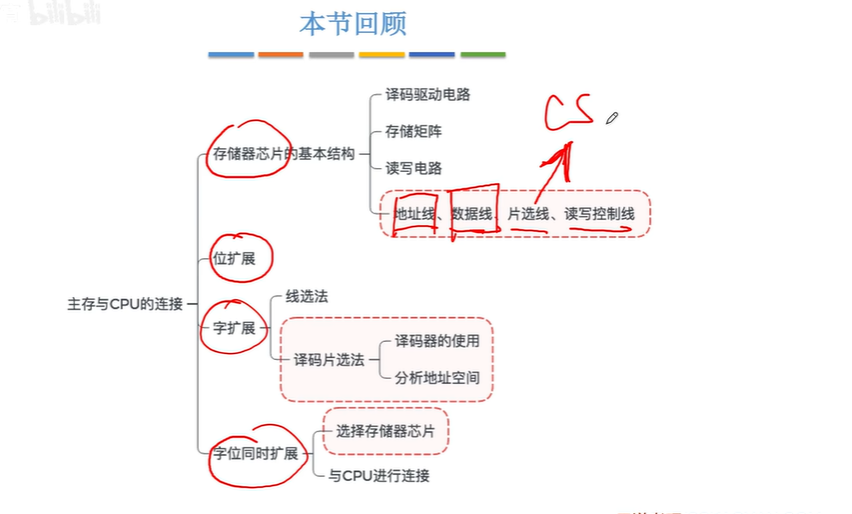 bilibili
本节回顾
译码驱动电路
CS
存储矩阵
存储器芯片的基本结构
读写电路
地址线、数据线、片选线、读写控制线
位扩展
主存与CPU的连接
线选法
字扩展
译码器的使用
译码片选法
分析地址空间
选择存储器芯片
字位同时扩展
与CPU进行连接